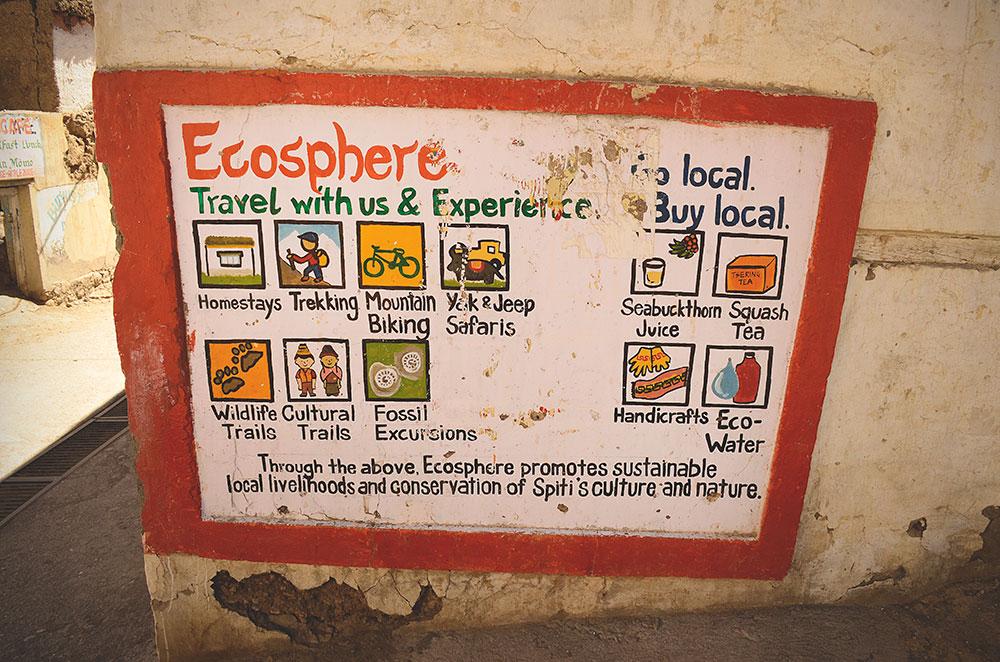 Ecosphere
Travel with us & Experience.
Homestays
Trekking
Mountain
Biking
Yak & Jeep
Safaris
Wildlife
Trails
Cultural
Trails
Fossil
Excursions
local.
Buy local.
TSERING
TEA
Seabuckthorn
Juice
Squash
Tea
Handicrafts
Eco-
Water
Through the above, Ecosphere promotes sustainable
local livelihoods and conservation of Spiti's culture and nature.
Momo